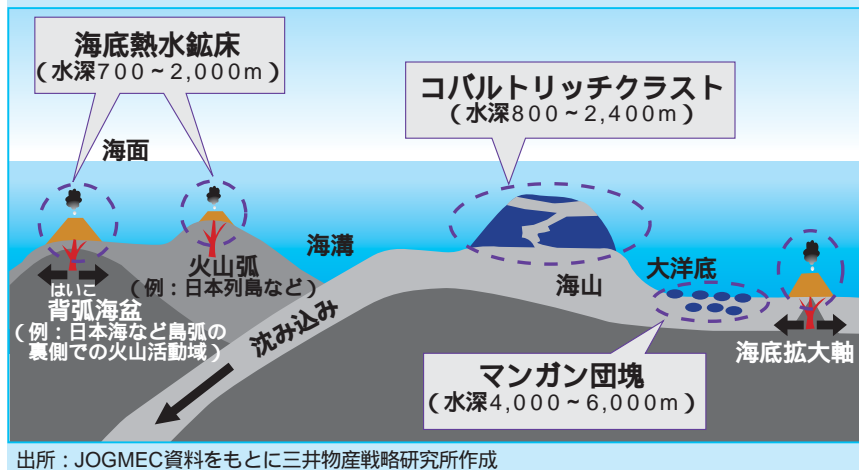 海底熱水鉱床
（水深700～2,000m）
コバルトリッチクラスト
（水深800～2,400m）
海面
海溝
火山弧
（例：日本列島など）
はいこ
背弧海盆
（例：日本海など島弧の
裏側での火山活動域）
沈み込み
海山
大洋底
海底拡大軸
マンガン団塊
（水深4,000～6,000m）
出所：JOGMEC資料をもとに三井物産戦略研究所作成